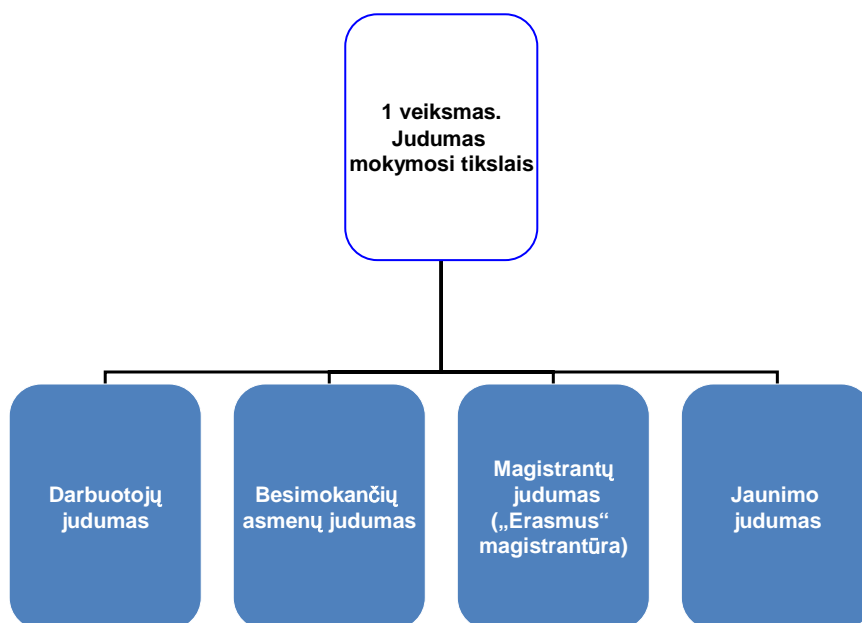 1 veiksmas.
Judumas
mokymosi tikslais
Darbuotojų
judumas
Besimokančių
asmenų judumas
Magistrantų
judumas
(„Erasmus“
magistrantūra)
Jaunimo
judumas